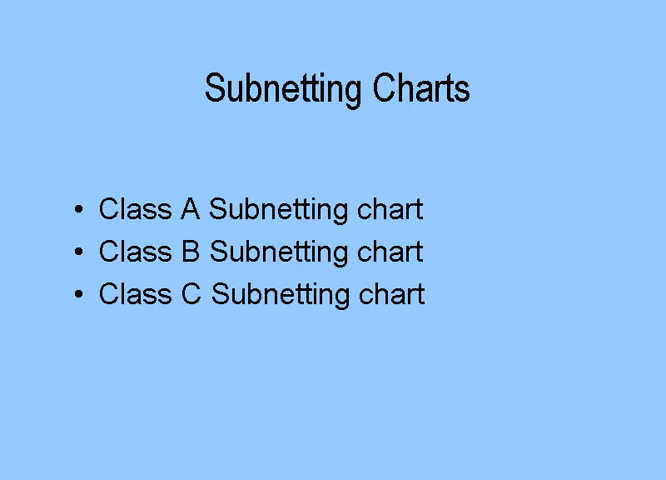 Subnetting Charts
• Class A Subnetting chart
• Class B Subnetting chart
• Class C Subnetting chart